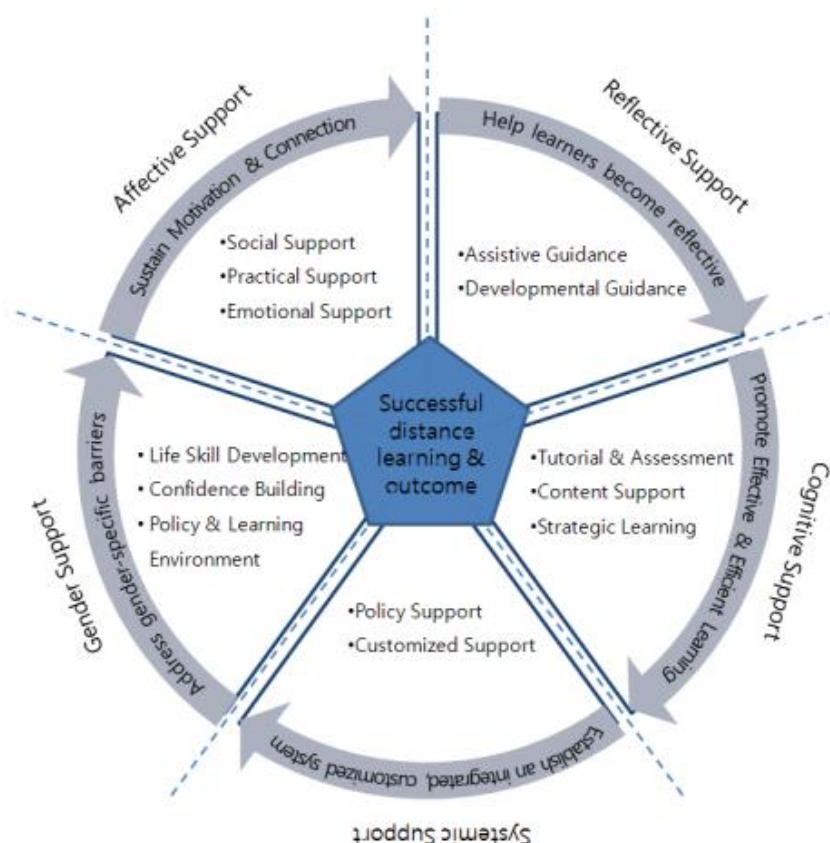 Affective Support
Sustain Motivation & Connection
•Social Support
•Practical Support
•Emotional Support
Reflective Support
Help learners become reflective
•Assistive Guidance
•Developmental Guidance
Successful
distance
learning &
outcome
Cognitive Support
Promote Effective & Efficient Learning
•Tutorial & Assessment
•Content Support
•Strategic Learning
Systemic Support
Establish an integrated, customized system
•Policy Support
•Customized Support
Gender Support
Address gender-specific barriers
• Life Skill Development
• Confidence Building
• Policy & Learning
Environment